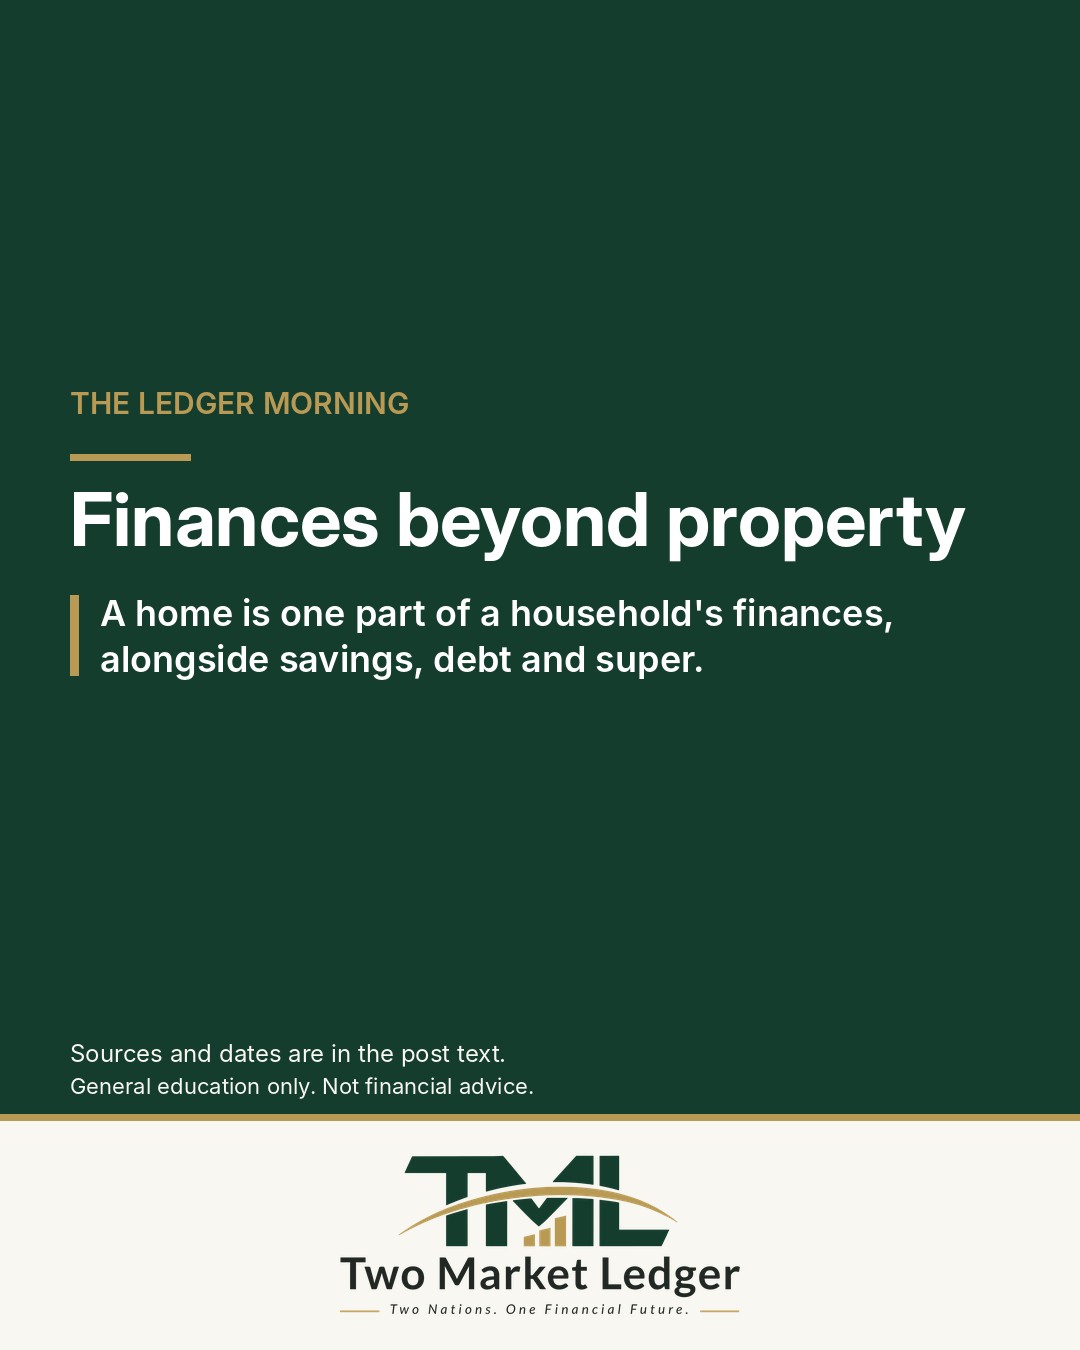 THE LEDGER MORNING
Finances beyond property
A home is one part of a household's finances,
alongside savings, debt and super.
Sources and dates are in the post text.
General education only. Not financial advice.
TML
Two Market Ledger
Two Nations. One Financial Future.